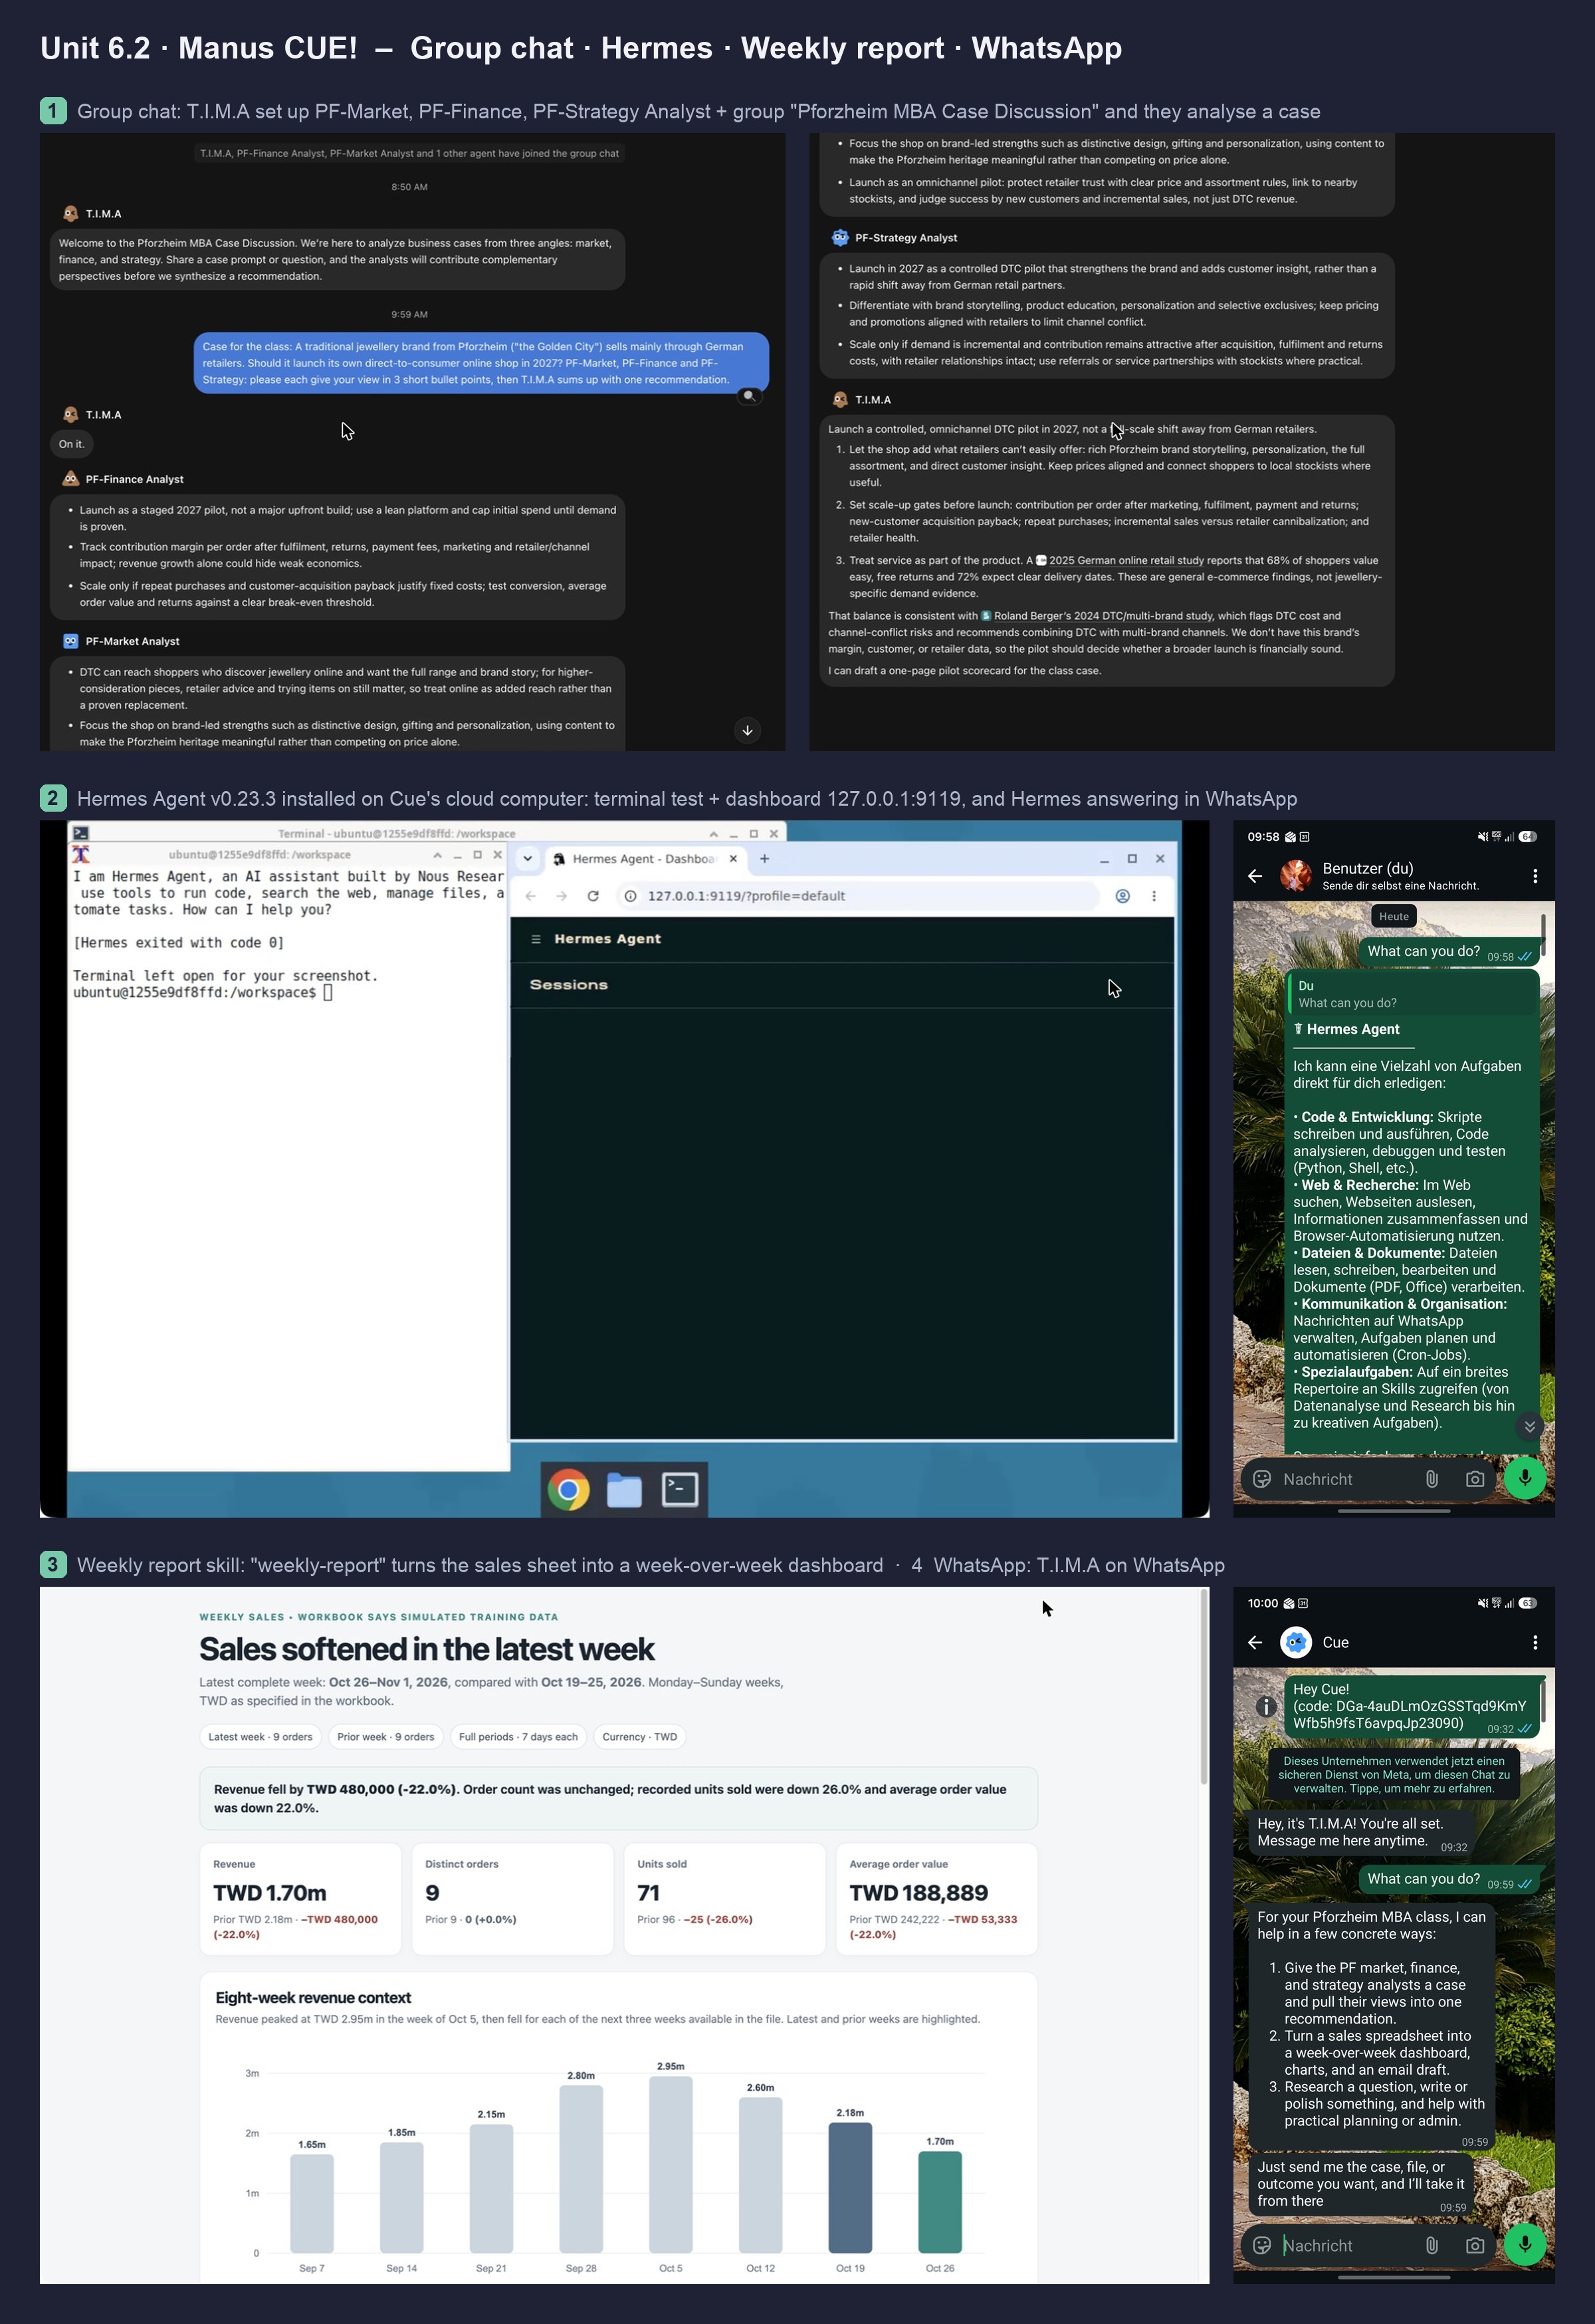 Unit 6.2 · Manus CUE! – Group chat · Hermes · Weekly report · WhatsApp
1 Group chat: T.I.M.A set up PF-Market, PF-Finance, PF-Strategy Analyst + group "Pforzheim MBA Case Discussion" and they analyse a case
T.I.M.A, PF-Finance Analyst, PF-Market Analyst and 1 other agent have joined the group chat
8:50 AM
T.I.M.A
Welcome to the Pforzheim MBA Case Discussion. We're here to analyze business cases from three angles: market,
finance, and strategy. Share a case prompt or question, and the analysts will contribute complementary
perspectives before we synthesize a recommendation.
9:59 AM
Case for the class: A traditional jewellery brand from Pforzheim ("the Golden City") sells mainly through German
retailers. Should it launch its own direct-to-consumer online shop in 2027? PF-Market, PF-Finance and PF-
Strategy: please each give your view in 3 short bullet points, then T.I.M.A sums up with one recommendation.
T.I.M.A
On it.
PF-Finance Analyst
• Launch as a staged 2027 pilot, not a major upfront build; use a lean platform and cap initial spend until demand
is proven.
• Track contribution margin per order after fulfilment, returns, payment fees, marketing and retailer/channel
impact; revenue growth alone could hide weak economics.
• Scale only if repeat purchases and customer-acquisition payback justify fixed costs; test conversion, average
order value and returns against a clear break-even threshold.
PF-Market Analyst
• DTC can reach shoppers who discover jewellery online and want the full range and brand story; for higher-
consideration pieces, retailer advice and trying items on still matter, so treat online as added reach rather than
a proven replacement.
• Focus the shop on brand-led strengths such as distinctive design, gifting and personalization, using content to
make the Pforzheim heritage meaningful rather than competing on price alone.
• Focus the shop on brand-led strengths such as distinctive design, gifting and personalization, using content to
make the Pforzheim heritage meaningful rather than competing on price alone.
• Launch as an omnichannel pilot: protect retailer trust with clear price and assortment rules, link to nearby
stockists, and judge success by new customers and incremental sales, not just DTC revenue.
PF-Strategy Analyst
• Launch in 2027 as a controlled DTC pilot that strengthens the brand and adds customer insight, rather than a
rapid shift away from German retail partners.
• Differentiate with brand storytelling, product education, personalization and selective exclusives; keep pricing
and promotions aligned with retailers to limit channel conflict.
• Scale only if demand is incremental and contribution remains attractive after acquisition, fulfilment and returns
costs, with retailer relationships intact; use referrals or service partnerships with stockists where practical.
T.I.M.A
Launch a controlled, omnichannel DTC pilot in 2027, not a full-scale shift away from German retailers.
1. Let the shop add what retailers can't easily offer: rich Pforzheim brand storytelling, personalization, the full
assortment, and direct customer insight. Keep prices aligned and connect shoppers to local stockists where
useful.
2. Set scale-up gates before launch: contribution per order after marketing, fulfilment, payment and returns;
new-customer acquisition payback; repeat purchases; incremental sales versus retailer cannibalization; and
retailer health.
3. Treat service as part of the product. A 2025 German online retail study reports that 68% of shoppers value
easy, free returns and 72% expect clear delivery dates. These are general e-commerce findings, not jewellery-
specific demand evidence.
That balance is consistent with Roland Berger's 2024 DTC/multi-brand study, which flags DTC cost and
channel-conflict risks and recommends combining DTC with multi-brand channels. We don't have this brand's
margin, customer, or retailer data, so the pilot should decide whether a broader launch is financially sound.
I can draft a one-page pilot scorecard for the class case.
2 Hermes Agent v0.23.3 installed on Cue's cloud computer: terminal test + dashboard 127.0.0.1:9119, and Hermes answering in WhatsApp
Terminal - ubuntu@1255e9df8ffd: /workspace
ubuntu@1255e9df8ffd: /workspace
I am Hermes Agent, an AI assistant built by Nous Resear
use tools to run code, search the web, manage files, a
tomate tasks. How can I help you?
[Hermes exited with code 0]
Terminal left open for your screenshot.
ubuntu@1255e9df8ffd:/workspace$
Hermes Agent - Dashboa
127.0.0.1:9119/?profile=default
Hermes Agent
Sessions
09:58
64
Benutzer (du)
Sende dir selbst eine Nachricht.
Heute
What can you do? 09:58
Du
What can you do?
Hermes Agent
Ich kann eine Vielzahl von Aufgaben
direkt für dich erledigen:
• Code & Entwicklung: Skripte
schreiben und ausführen, Code
analysieren, debuggen und testen
(Python, Shell, etc.).
• Web & Recherche: Im Web
suchen, Webseiten auslesen,
Informationen zusammenfassen und
Browser-Automatisierung nutzen.
• Dateien & Dokumente: Dateien
lesen, schreiben, bearbeiten und
Dokumente (PDF, Office) verarbeiten.
• Kommunikation & Organisation:
Nachrichten auf WhatsApp
verwalten, Aufgaben planen und
automatisieren (Cron-Jobs).
• Spezialaufgaben: Auf ein breites
Repertoire an Skills zugreifen (von
Datenanalyse und Research bis hin
zu kreativen Aufgaben).
Nachricht
3 Weekly report skill: "weekly-report" turns the sales sheet into a week-over-week dashboard · 4 WhatsApp: T.I.M.A on WhatsApp
WEEKLY SALES • WORKBOOK SAYS SIMULATED TRAINING DATA
Sales softened in the latest week
Latest complete week: Oct 26–Nov 1, 2026, compared with Oct 19–25, 2026. Monday–Sunday weeks,
TWD as specified in the workbook.
Latest week · 9 orders
Prior week · 9 orders
Full periods · 7 days each
Currency · TWD
Revenue fell by TWD 480,000 (-22.0%). Order count was unchanged; recorded units sold were down 26.0% and average order value
was down 22.0%.
Revenue
TWD 1.70m
Prior TWD 2.18m · –TWD 480,000
(-22.0%)
Distinct orders
9
Prior 9 · 0 (+0.0%)
Units sold
71
Prior 96 · –25 (-26.0%)
Average order value
TWD 188,889
Prior TWD 242,222 · –TWD 53,333
(-22.0%)
Eight-week revenue context
Revenue peaked at TWD 2.95m in the week of Oct 5, then fell for each of the next three weeks available in the file. Latest and prior weeks are highlighted.
3m
2m
1m
0
1.65m
1.85m
2.15m
2.80m
2.95m
2.60m
2.18m
1.70m
Sep 7
Sep 14
Sep 21
Sep 28
Oct 5
Oct 12
Oct 19
Oct 26
10:00
63
Cue
Hey Cue!
(code: DGa-4auDLmOzGSSTqd9KmY
Wfb5h9fsT6avpqJp23090) 09:32
Dieses Unternehmen verwendet jetzt einen
sicheren Dienst von Meta, um diesen Chat zu
verwalten. Tippe, um mehr zu erfahren.
Hey, it's T.I.M.A! You're all set.
Message me here anytime. 09:32
What can you do? 09:59
For your Pforzheim MBA class, I can
help in a few concrete ways:
1. Give the PF market, finance,
and strategy analysts a case
and pull their views into one
recommendation.
2. Turn a sales spreadsheet into
a week-over-week dashboard,
charts, and an email draft.
3. Research a question, write or
polish something, and help with
practical planning or admin.
09:59
Just send me the case, file, or
outcome you want, and I'll take it
from there 09:59
Nachricht